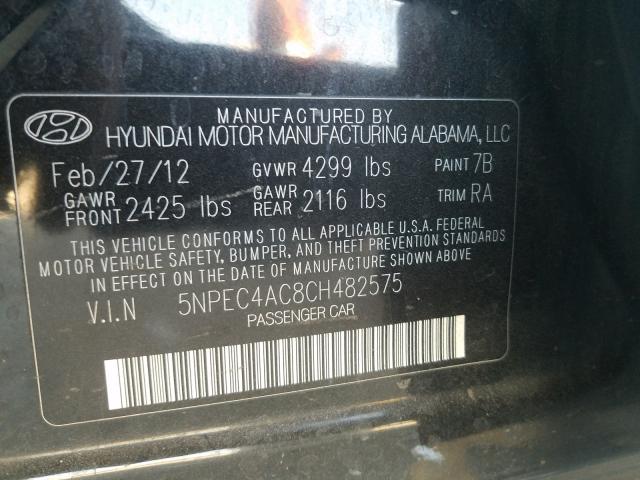 MANUFACTURED BY
HYUNDAI MOTOR MANUFACTURING ALABAMA, LLC
Feb/27/12 GVWR 4299 lbs PAINT 7B
GAWR FRONT 2425 lbs GAWR REAR 2116 lbs TRIM RA
THIS VEHICLE CONFORMS TO ALL APPLICABLE U.S.A. FEDERAL
MOTOR VEHICLE SAFETY, BUMPER, AND THEFT PREVENTION STANDARDS
IN EFFECT ON THE DATE OF MANUFACTURE SHOWN ABOVE
V.I.N 5NPEC4AC8CH482575
PASSENGER CAR